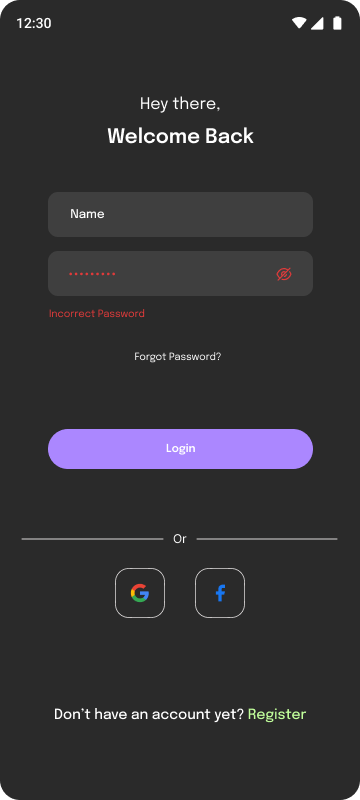 12:30
Hey there,
Welcome Back
Name
Incorrect Password
Forgot Password?
Login
Or
Don't have an account yet? Register